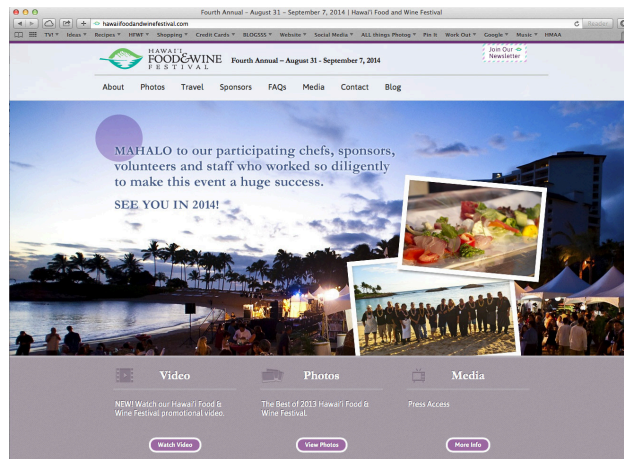 Fourth Annual - August 31 - September 7, 2014 | Hawai'i Food and Wine Festival
hawaiifoodandwinefestival.com
Reader
TV! Ideas Recipes HFWF Shopping Credit Cards BLOGSSS Website Social Media ALL things Photog Pin It Work Out Google Music HMAA
HAWAI'I
FOOD&WINE
FESTIVAL
Fourth Annual – August 31 - September 7, 2014
Join Our
Newsletter
About Photos Travel Sponsors FAQs Media Contact Blog
MAHALO to our participating chefs, sponsors,
volunteers and staff who worked so diligently
to make this event a huge success.
SEE YOU IN 2014!
Video
NEW! Watch our Hawai'i Food &
Wine Festival promotional video.
Watch Video
Photos
The Best of 2013 Hawai'i Food &
Wine Festival.
View Photos
Media
Press Access
More Info